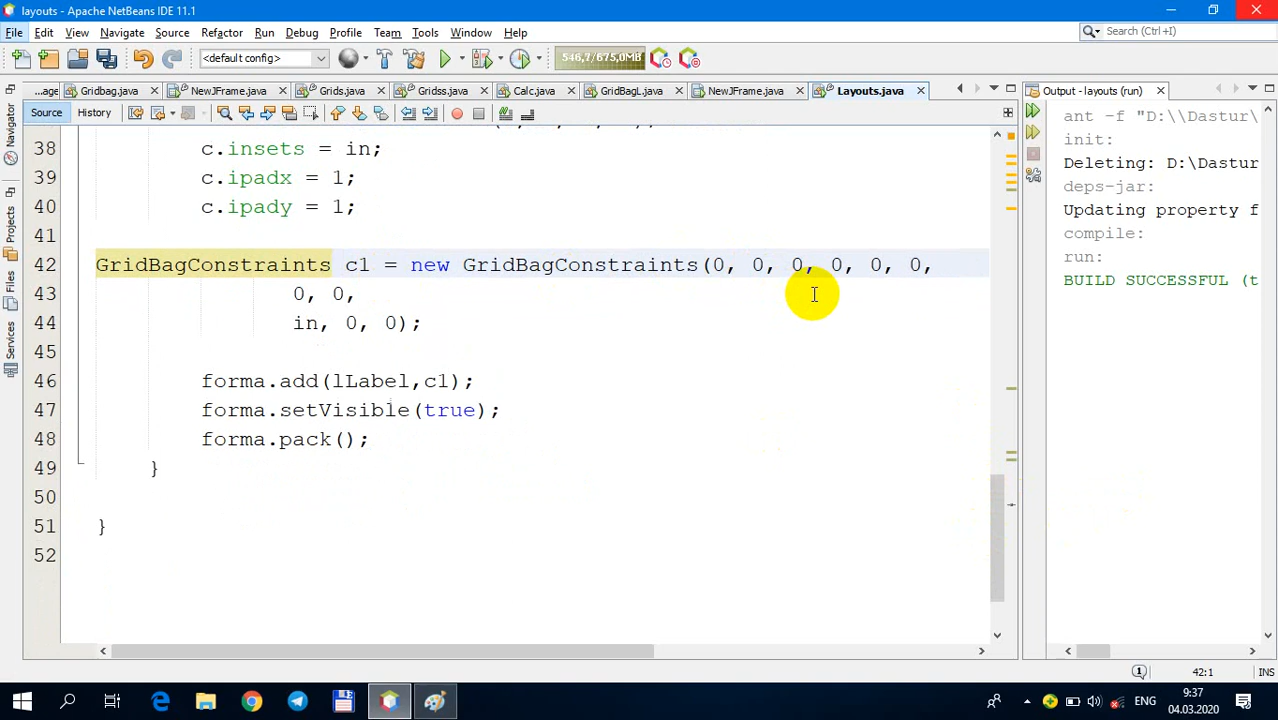 layouts - Apache NetBeans IDE 11.1
File Edit View Navigate Source Refactor Run Debug Profile Team Tools Window Help
Search (Ctrl+I)
<default config>
546,2/675,0MB
...age Gridbag.java NewJFrame.java Grids.java Gridss.java Calc.java GridBagL.java NewJFrame.java Layouts.java
Output - layouts (run)
Source History
Navigator
Projects
Files
Services
38 c.insets = in;
39 c.ipadx = 1;
40 c.ipady = 1;
41
42 GridBagConstraints c1 = new GridBagConstraints(0, 0, 0, 0, 0, 0,
43 0, 0,
44 in, 0, 0);
45
46 forma.add(lLabel,c1);
47 forma.setVisible(true);
48 forma.pack();
49 }
50
51 }
52
ant -f "D:\\Dastur\
init:
Deleting: D:\Dastur
deps-jar:
Updating property f
compile:
run:
BUILD SUCCESSFUL (t
42:1 INS
ENG
9:37
04.03.2020